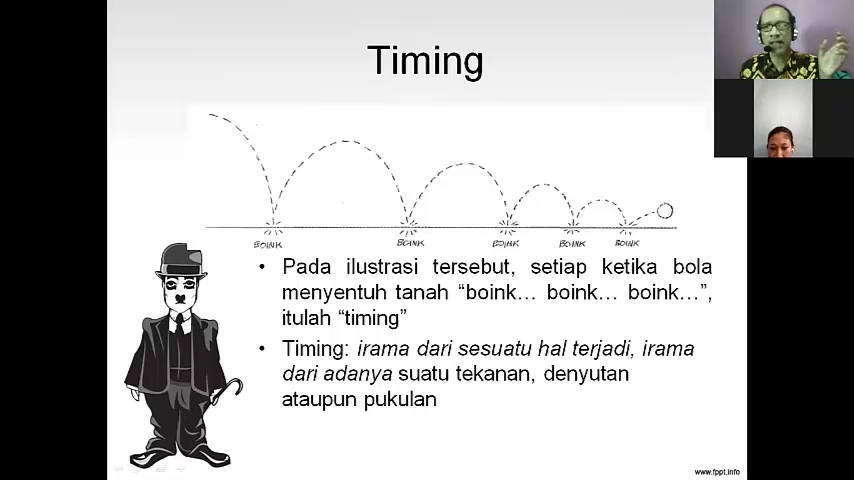 Timing
BOINK BOINK BOINK BOINK BOINK
• Pada ilustrasi tersebut, setiap ketika bola
menyentuh tanah “boink… boink… boink…”,
itulah “timing”
• Timing: irama dari sesuatu hal terjadi, irama
dari adanya suatu tekanan, denyutan
ataupun pukulan
www.fppt.info